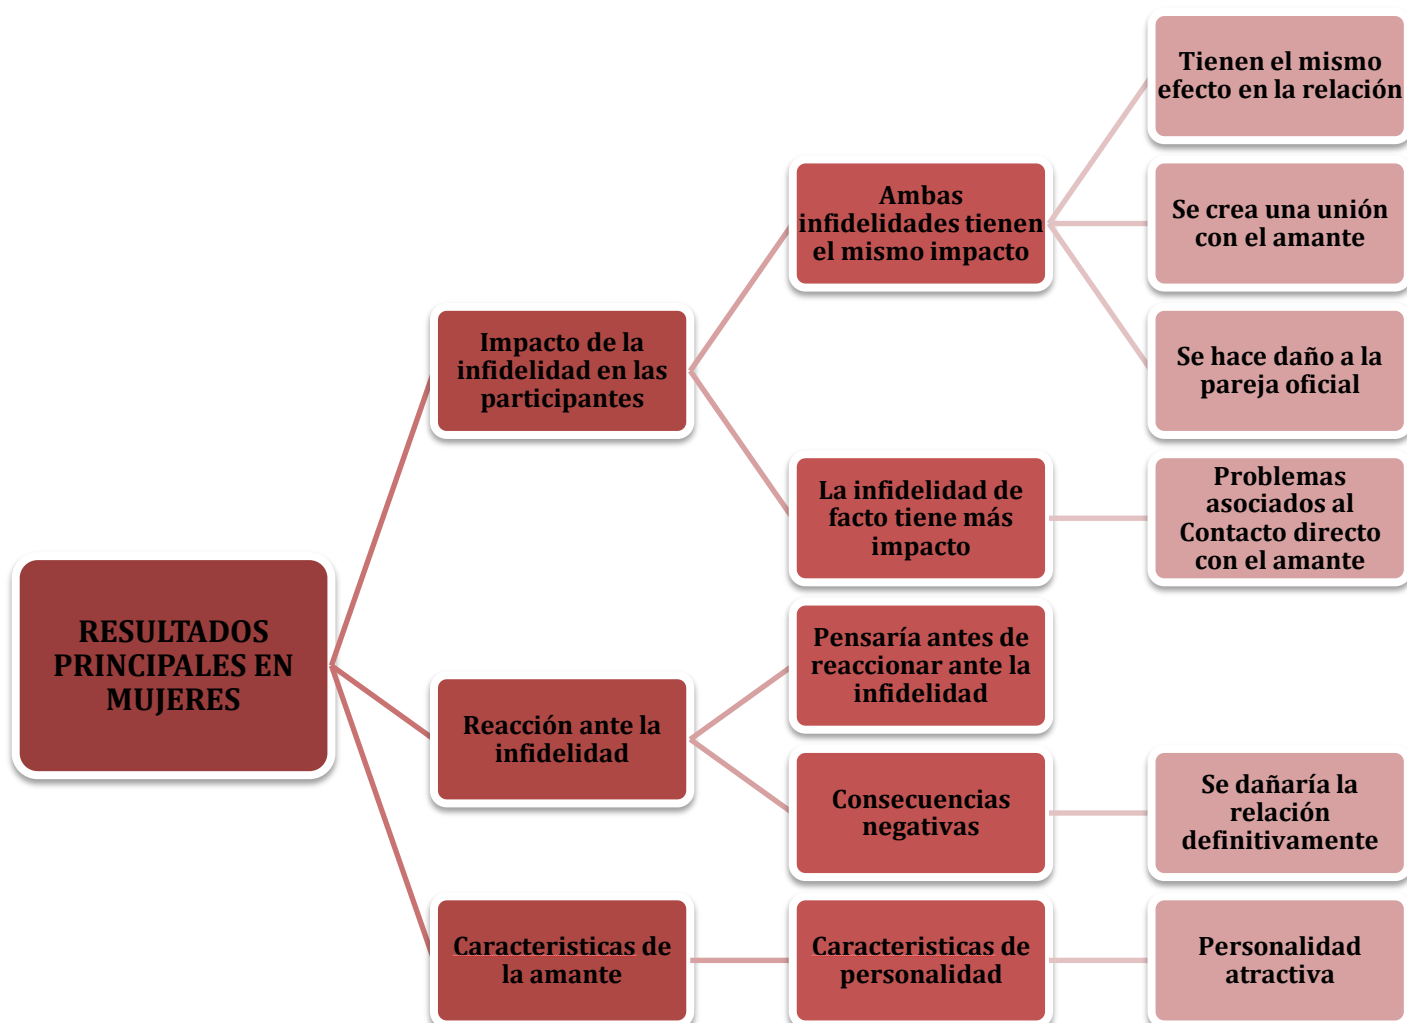 RESULTADOS
PRINCIPALES EN
MUJERES
Impacto de la
infidelidad en las
participantes
Ambas
infidelidades tienen
el mismo impacto
Tienen el mismo
efecto en la relación
Se crea una unión
con el amante
Se hace daño a la
pareja oficial
La infidelidad de
facto tiene más
impacto
Problemas
asociados al
Contacto directo
con el amante
Reacción ante la
infidelidad
Pensaría antes de
reaccionar ante la
infidelidad
Consecuencias
negativas
Se dañaría la
relación
definitivamente
Caracteristicas de
la amante
Caracteristicas de
personalidad
Personalidad
atractiva